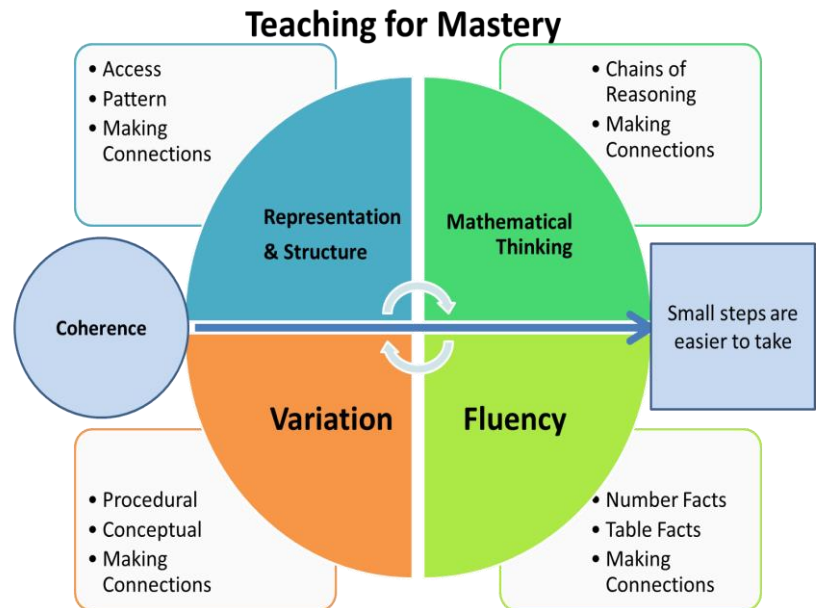 Teaching for Mastery
• Access
• Pattern
• Making
Connections
• Chains of
Reasoning
• Making
Connections
Representation
& Structure
Mathematical
Thinking
Coherence
Small steps are
easier to take
Variation
Fluency
• Procedural
• Conceptual
• Making
Connections
• Number Facts
• Table Facts
• Making
Connections